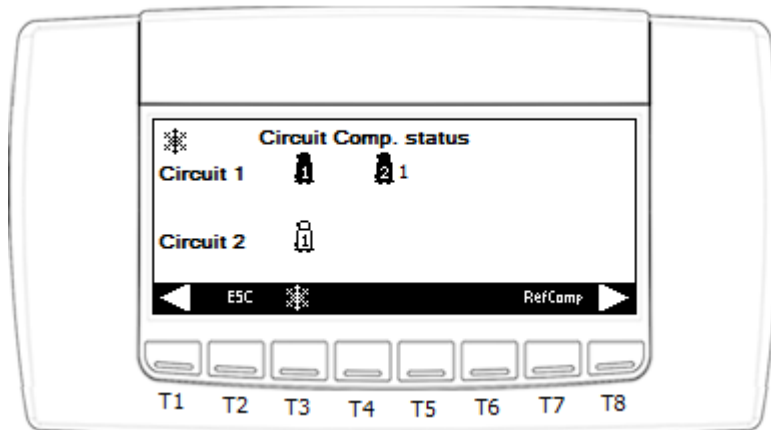 Circuit Comp. status
Circuit 1 1 2 1
Circuit 2 1
ESC RefComp
T1 T2 T3 T4 T5 T6 T7 T8